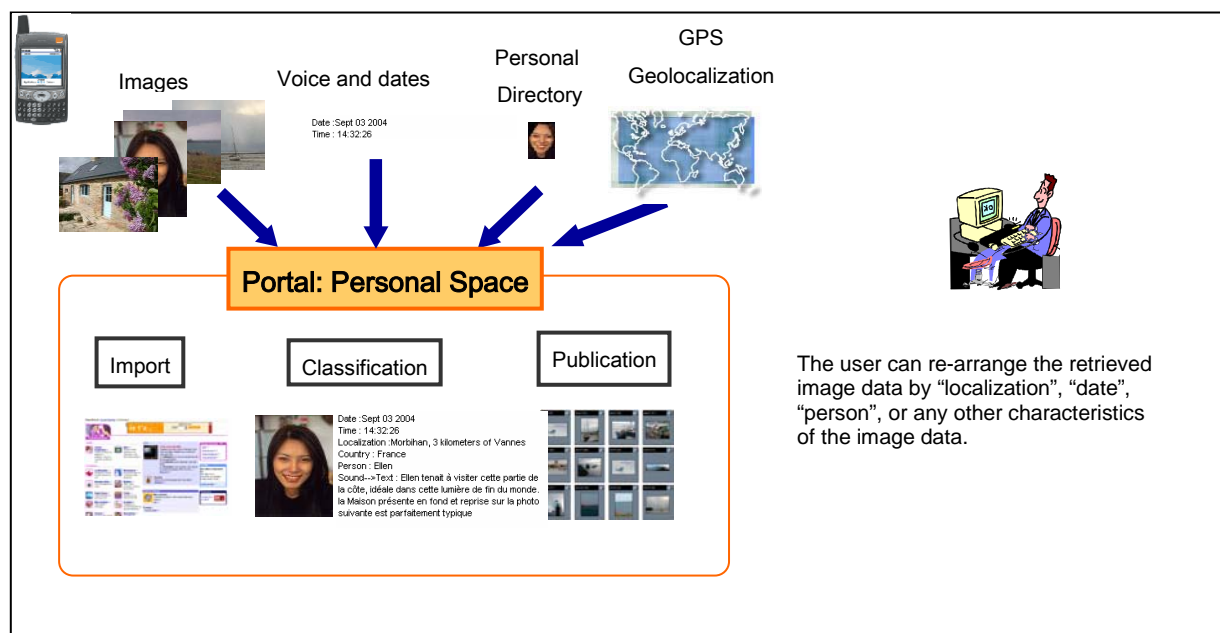 Images
Voice and dates
Personal
Directory
GPS
Geolocalization
Date :Sept 03 2004
Time : 14:32:26
Portal: Personal Space
Import
Classification
Publication
Date :Sept 03 2004
Time : 14:32:26
Localization :Morbihan, 3 kilometers of Vannes
Country : France
Person : Ellen
Sound-->Text : Ellen tenait à visiter cette partie de
la côte, idéale dans cette lumière de fin du monde.
la Maison présente en fond et reprise sur la photo
suivante est parfaitement typique
The user can re-arrange the retrieved
image data by “localization”, “date”,
“person”, or any other characteristics
of the image data.